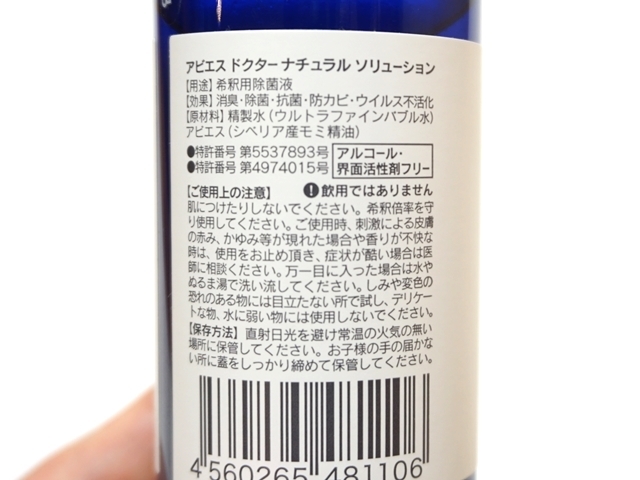 アビエス ドクター ナチュラル ソリューション
【用途】希釈用除菌液
【効果】消臭・除菌・抗菌・防カビ・ウイルス不活化
【原材料】精製水(ウルトラファインバブル水)
アビエス(シベリア産モミ精油)
●特許番号 第5537893号
●特許番号 第4974015号
アルコール・
界面活性剤フリー
【ご使用上の注意】 !飲用ではありません
肌につけたりしないでください。希釈倍率を守
り使用してください。ご使用時、刺激による皮膚
の赤み、かゆみ等が現れた場合や香りが不快な
時は、使用をお止め頂き、症状が酷い場合は医
師に相談ください。万一目に入った場合は水や
ぬるま湯で洗い流してください。しみや変色の
恐れのある物には目立たない所で試し、デリケー
トな物、水に弱い物には使用しないでください。
【保存方法】直射日光を避け常温の火気の無い
場所に保管してください。お子様の手の届かな
い所に蓋をしっかり締めて保管してください。
4 560265 481106